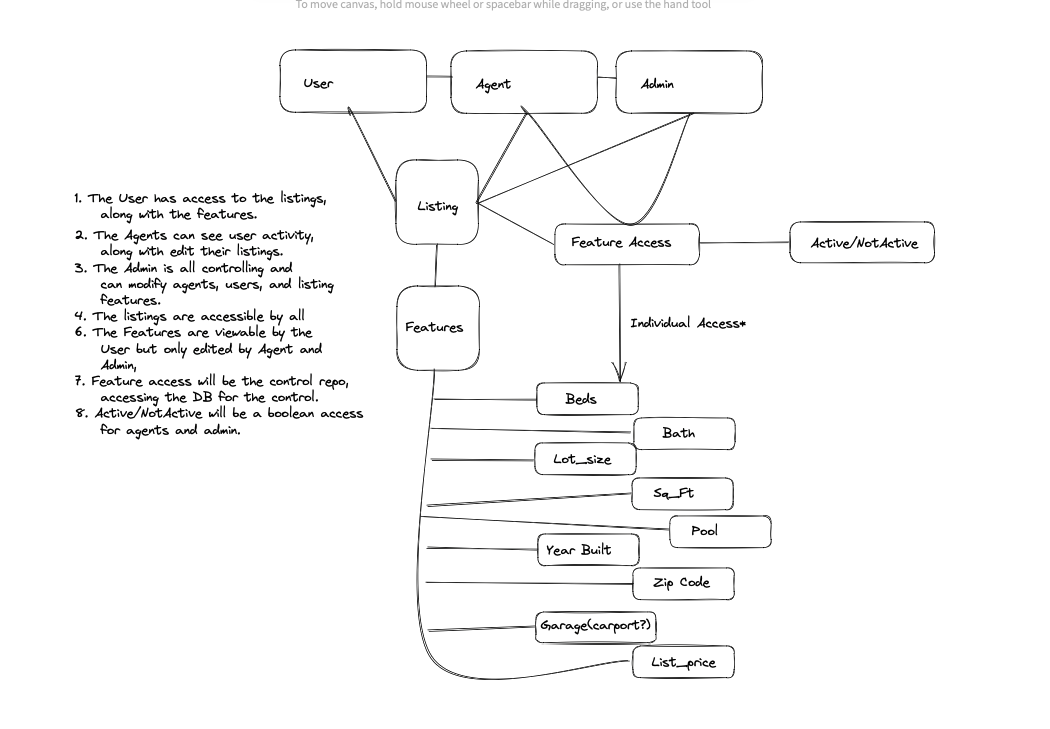 To move canvas, hold mouse wheel or spacebar while dragging, or use the hand tool
User
Agent
Admin
1. The User has access to the listings,
along with the features.
2. The Agents can see user activity,
along with edit their listings.
3. The Admin is all controlling and
can modify agents, users, and listing
features.
4. The listings are accessible by all
6. The Features are viewable by the
User but only edited by Agent and
Admin,
7. Feature access will be the control repo,
accessing the DB for the control.
8. Active/NotActive will be a boolean access
for agents and admin.
Listing
Feature Access
Active/NotActive
Features
Individual Access*
Beds
Bath
Lot_size
Sq_Ft
Pool
Year Built
Zip Code
Garage(carport?)
List_price